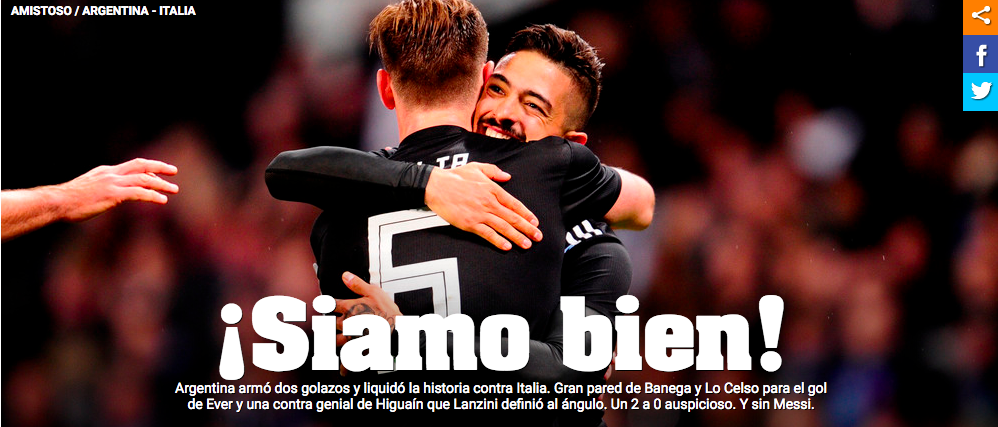 AMISTOSO / ARGENTINA - ITALIA
5
¡Siamo bien!
Argentina armó dos golazos y liquidó la historia contra Italia. Gran pared de Banega y Lo Celso para el gol
de Ever y una contra genial de Higuaín que Lanzini definió al ángulo. Un 2 a 0 auspicioso. Y sin Messi.